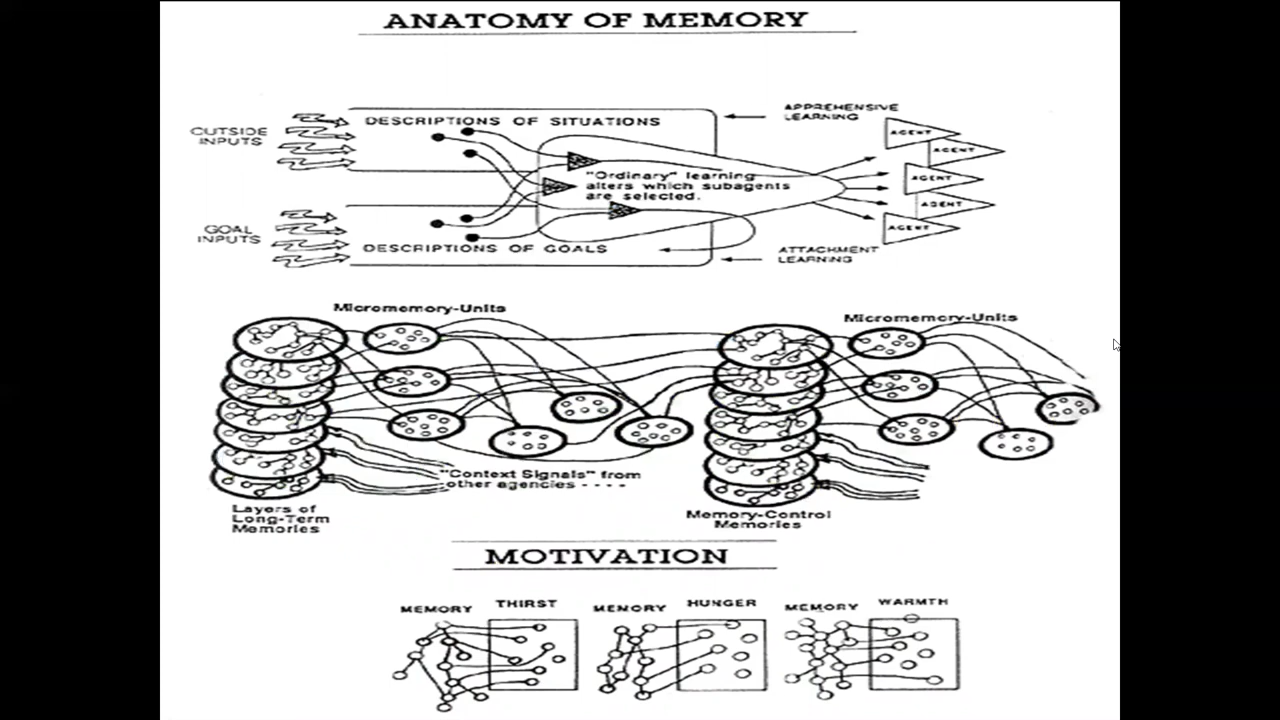 ANATOMY OF MEMORY
APPREHENSIVE
LEARNING
OUTSIDE
INPUTS
DESCRIPTIONS OF SITUATIONS
AGENT
AGENT
"Ordinary" learning
alters which subagents
are selected.
AGENT
AGENT
AGENT
GOAL
INPUTS
DESCRIPTIONS OF GOALS
ATTACHMENT
LEARNING
Micromemory-Units
Micromemory-Units
"Context Signals" from
other agencies - - - -
Layers of
Long-Term
Memories
Memory-Control
Memories
MOTIVATION
MEMORY THIRST
MEMORY HUNGER
MEMORY WARMTH